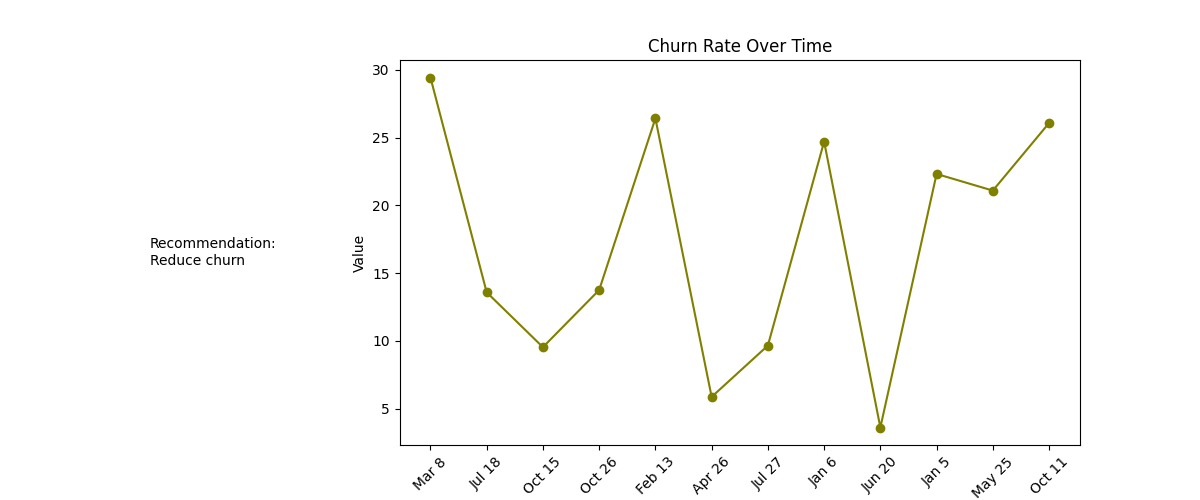 Churn Rate Over Time
Recommendation:
Reduce churn
Value
30
25
20
15
10
5
Mar 8
Jul 18
Oct 15
Oct 26
Feb 13
Apr 26
Jul 27
Jan 6
Jun 20
Jan 5
May 25
Oct 11